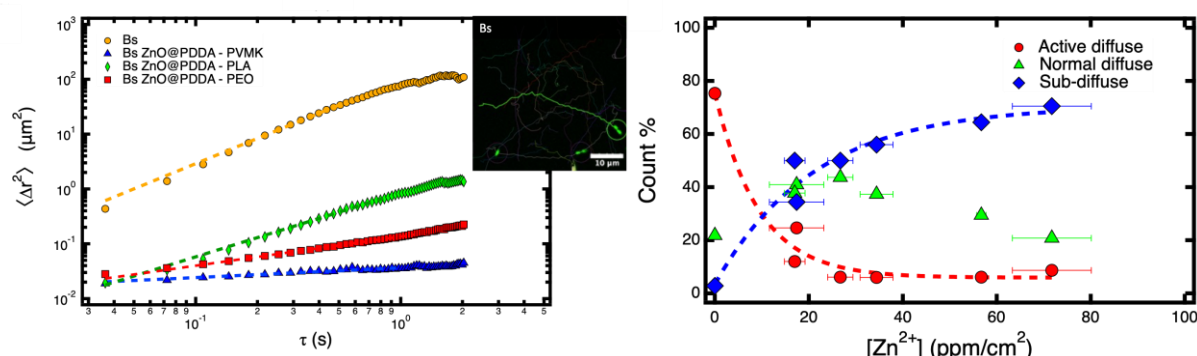 Bs
Bs ZnO@PDDA - PVMK
Bs ZnO@PDDA - PLA
Bs ZnO@PDDA - PEO
Bs
10 μm
⟨Δr²⟩ (μm²)
10³
10²
10¹
10⁰
10⁻¹
10⁻²
3 4 5 6 7 8 9 10⁻¹ 2 3 4 5 6 7 8 9 10⁰ 2 3
τ (s)
Active diffuse
Normal diffuse
Sub-diffuse
Count %
100
80
60
40
20
0
0 20 40 60 80 100
[Zn²⁺] (ppm/cm²)